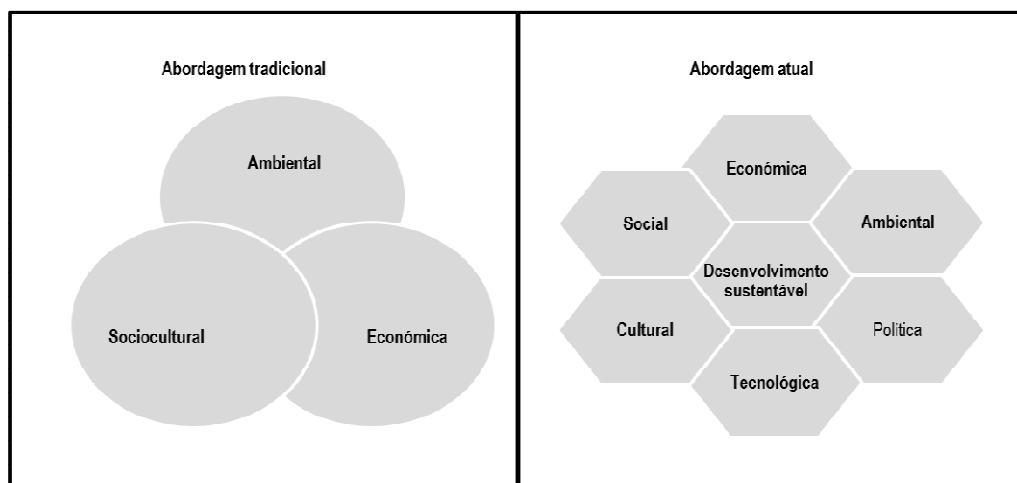 Abordagem tradicional
Ambiental
Sociocultural
Económica
Abordagem atual
Económica
Social
Ambiental
Desenvolvimento
sustentável
Cultural
Política
Tecnológica